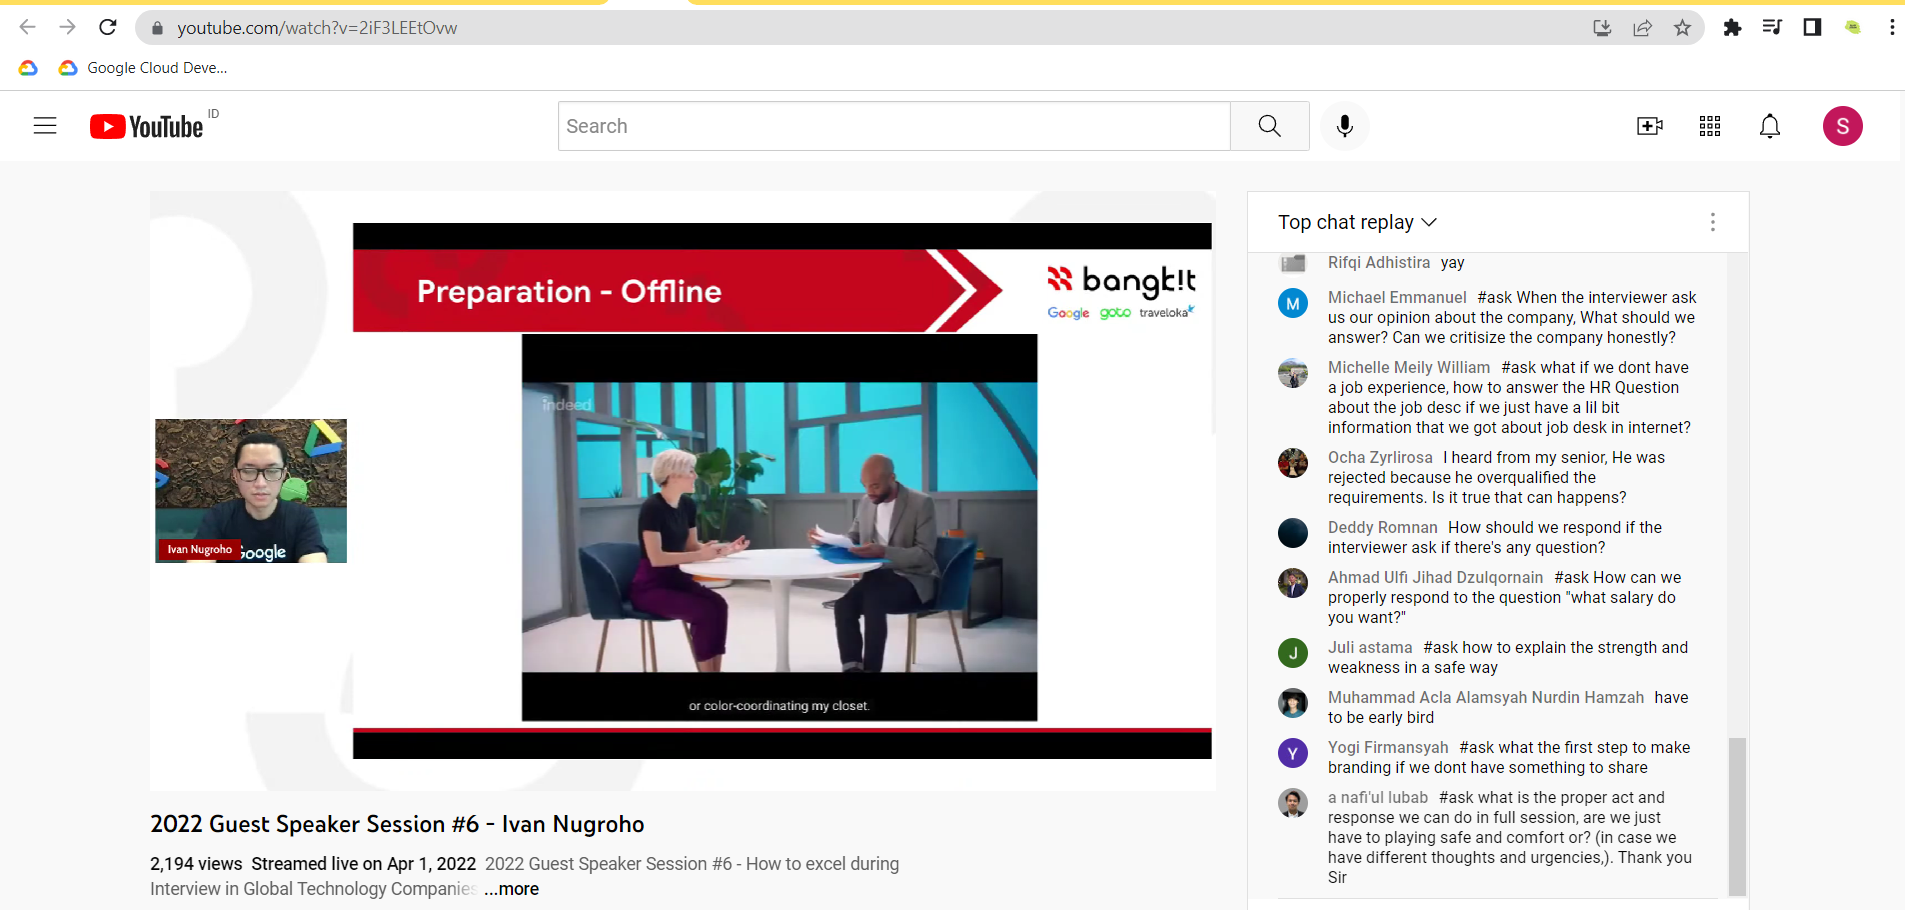 youtube.com/watch?v=2iF3LEEtOvw
Google Cloud Deve...
YouTube ID
Search
S
Preparation - Offline
bangk!t
Google goto traveloka
indeed
Ivan Nugroho
Google
or color-coordinating my closet.
2022 Guest Speaker Session #6 - Ivan Nugroho
2,194 views Streamed live on Apr 1, 2022 2022 Guest Speaker Session #6 - How to excel during
Interview in Global Technology Companies ...more
Top chat replay
Rifqi Adhistira yay
M
Michael Emmanuel #ask When the interviewer ask
us our opinion about the company, What should we
answer? Can we critisize the company honestly?
Michelle Meily William #ask what if we dont have
a job experience, how to answer the HR Question
about the job desc if we just have a lil bit
information that we got about job desk in internet?
Ocha Zyrlirosa I heard from my senior, He was
rejected because he overqualified the
requirements. Is it true that can happens?
Deddy Romnan How should we respond if the
interviewer ask if there's any question?
Ahmad Ulfi Jihad Dzulqornain #ask How can we
properly respond to the question "what salary do
you want?"
J
Juli astama #ask how to explain the strength and
weakness in a safe way
Muhammad Acla Alamsyah Nurdin Hamzah have
to be early bird
Y
Yogi Firmansyah #ask what the first step to make
branding if we dont have something to share
a nafi'ul lubab #ask what is the proper act and
response we can do in full session, are we just
have to playing safe and comfort or? (in case we
have different thoughts and urgencies,). Thank you
Sir